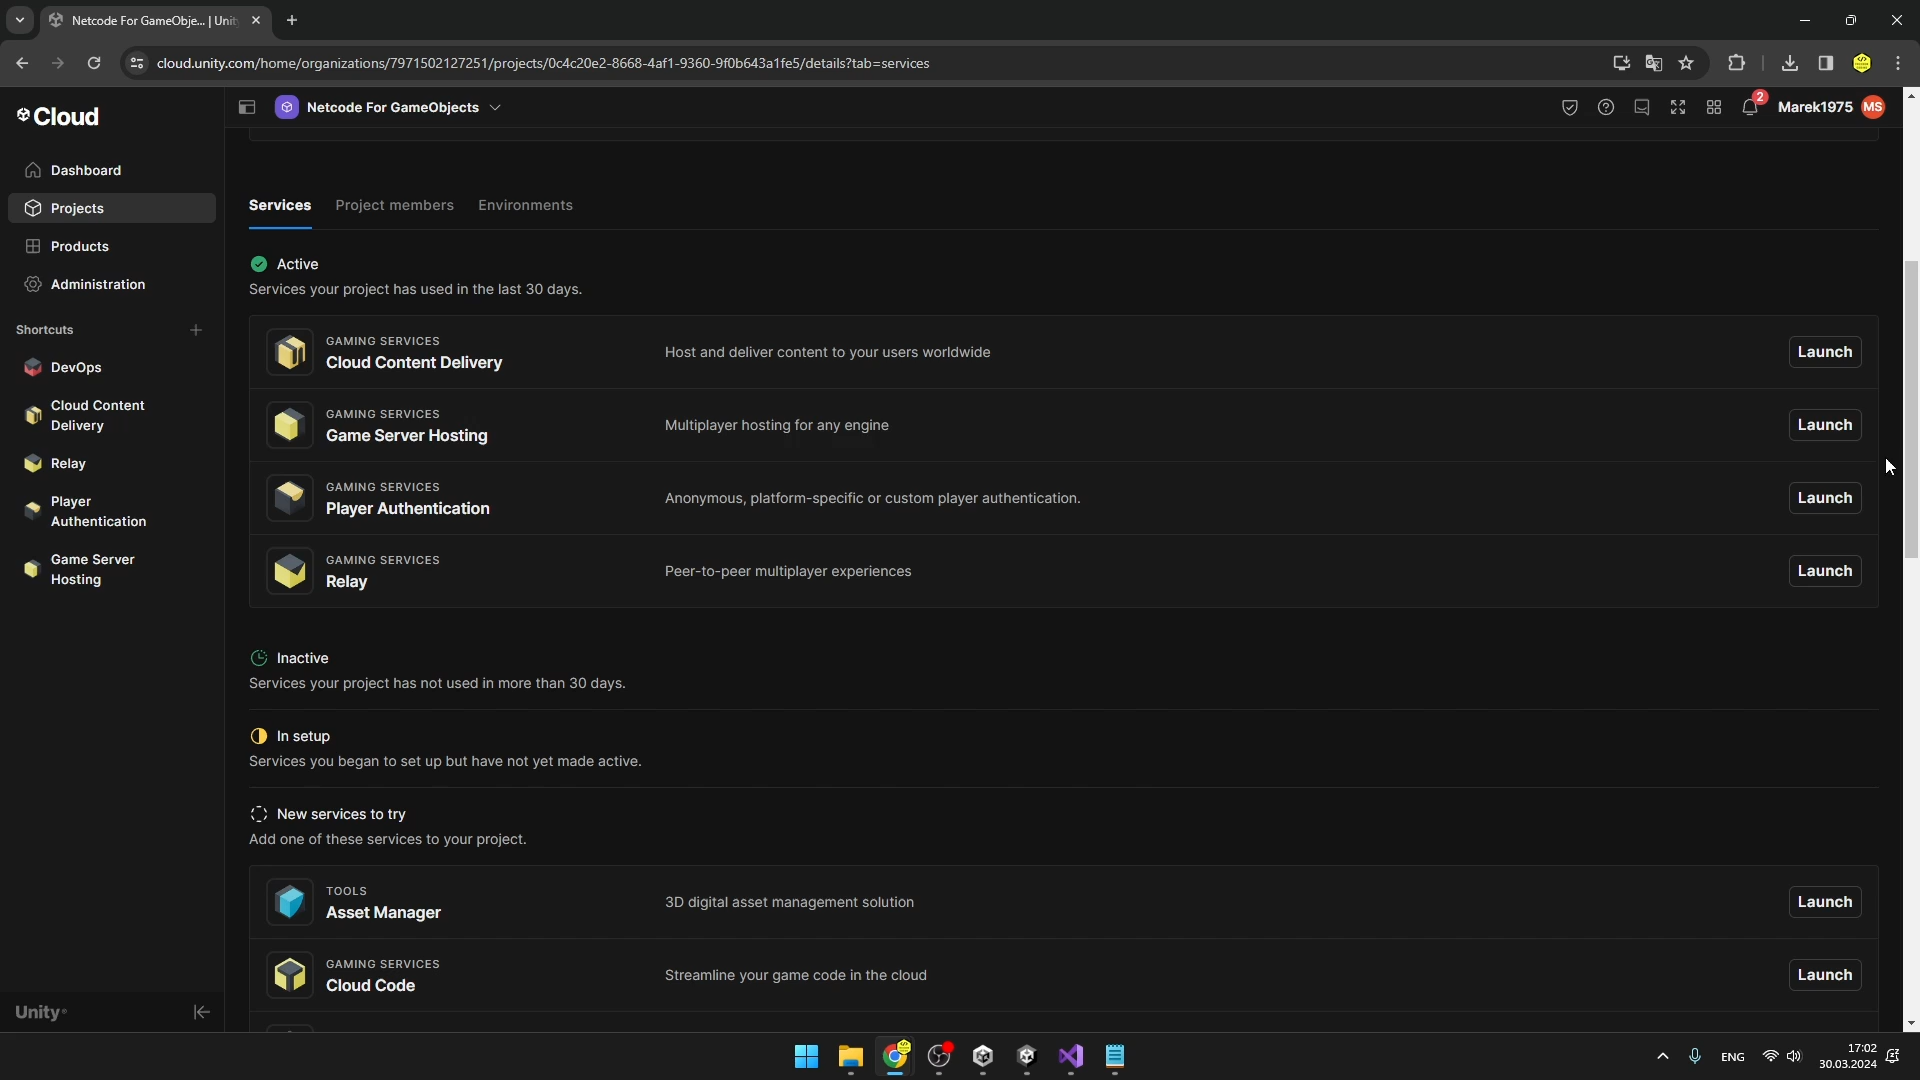 Netcode For GameObje... | Unit
cloud.unity.com/home/organizations/7971502127251/projects/0c4c20e2-8668-4af1-9360-9f0b643a1fe5/details?tab=services
Cloud
Netcode For GameObjects
2
Marek1975
MS
Dashboard
Projects
Products
Administration
Shortcuts
DevOps
Cloud Content
Delivery
Relay
Player
Authentication
Game Server
Hosting
Unity
Services
Project members
Environments
Active
Services your project has used in the last 30 days.
GAMING SERVICES
Cloud Content Delivery
Host and deliver content to your users worldwide
Launch
GAMING SERVICES
Game Server Hosting
Multiplayer hosting for any engine
Launch
GAMING SERVICES
Player Authentication
Anonymous, platform-specific or custom player authentication.
Launch
GAMING SERVICES
Relay
Peer-to-peer multiplayer experiences
Launch
Inactive
Services your project has not used in more than 30 days.
In setup
Services you began to set up but have not yet made active.
New services to try
Add one of these services to your project.
TOOLS
Asset Manager
3D digital asset management solution
Launch
GAMING SERVICES
Cloud Code
Streamline your game code in the cloud
Launch
ENG
17:02
30.03.2024